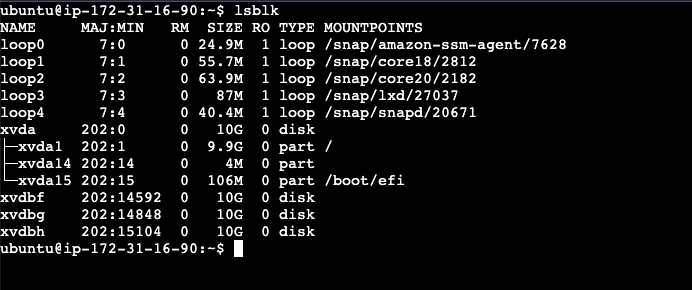 ubuntu@ip-172-31-16-90:~$ lsblk
NAME     MAJ:MIN   RM  SIZE RO TYPE MOUNTPOINTS
loop0      7:0      0 24.9M  1 loop /snap/amazon-ssm-agent/7628
loop1      7:1      0 55.7M  1 loop /snap/core18/2812
loop2      7:2      0 63.9M  1 loop /snap/core20/2182
loop3      7:3      0   87M  1 loop /snap/lxd/27037
loop4      7:4      0 40.4M  1 loop /snap/snapd/20671
xvda     202:0      0   10G  0 disk
├─xvda1  202:1      0  9.9G  0 part /
├─xvda14 202:14     0    4M  0 part
└─xvda15 202:15     0  106M  0 part /boot/efi
xvdbf    202:14592  0   10G  0 disk
xvdbg    202:14848  0   10G  0 disk
xvdbh    202:15104  0   10G  0 disk
ubuntu@ip-172-31-16-90:~$